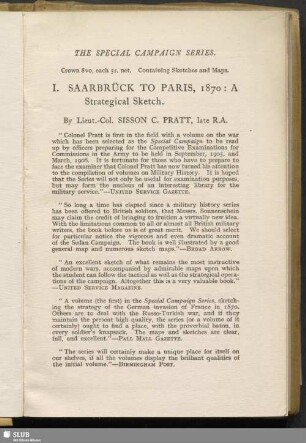 THE SPECIAL CAMPAIGN SERIES.
Crown 8vo, each 5s. net. Containing Sketches and Maps.
I. SAARBRÜCK TO PARIS, 1870: A
Strategical Sketch.
By Lieut.-Col. SISSON C. PRATT, late R.A.
"Colonel Pratt is first in the field with a volume on the war
which has been selected as the Special Campaign to be read
up by officers preparing for the Competitive Examinations for
Commissions in the Army to be held in September, 1905, and
March, 1906. It is fortunate for those who have to prepare to
face the examiner that Colonel Pratt has now turned his attention
to the compilation of volumes on Military History. It is hoped
that the Series will not only be useful for examination purposes,
but may form the nucleus of an interesting library for the
military service."—UNITED SERVICE GAZETTE.
"So long a time has elapsed since a military history series
has been offered to British soldiers, that Messrs. Sonnenschein
may claim the credit of bringing to fruition a virtually new idea.
With the limitations common to all or almost all British military
writers, the book before us is of great merit. We should select
for particular notice the vigorous and even dramatic account
of the Sedan Campaign. The book is well illustrated by a good
general map and numerous sketch maps."—BROAD ARROW.
"An excellent sketch of what remains the most instructive
of modern wars, accompanied by admirable maps upon which
the student can follow the tactical as well as the strategical opera-
tions of the campaign. Altogether this is a very valuable book."
—UNITED SERVICE MAGAZINE.
"A volume (the first) in the Special Campaign Series, sketch-
ing the strategy of the German invasion of France in 1870.
Others are to deal with the Russo-Turkish war, and if they
maintain the present high quality, the series (or a volume of it
certainly) ought to find a place, with the proverbial baton, in
every soldier's knapsack. The maps and sketches are clear,
full, and excellent."—PALL MALL GAZETTE.
"The series will certainly make a unique place for itself on
our shelves, if all the volumes display the brilliant qualities of
the initial volume."—BIRMINGHAM POST.
SLUB